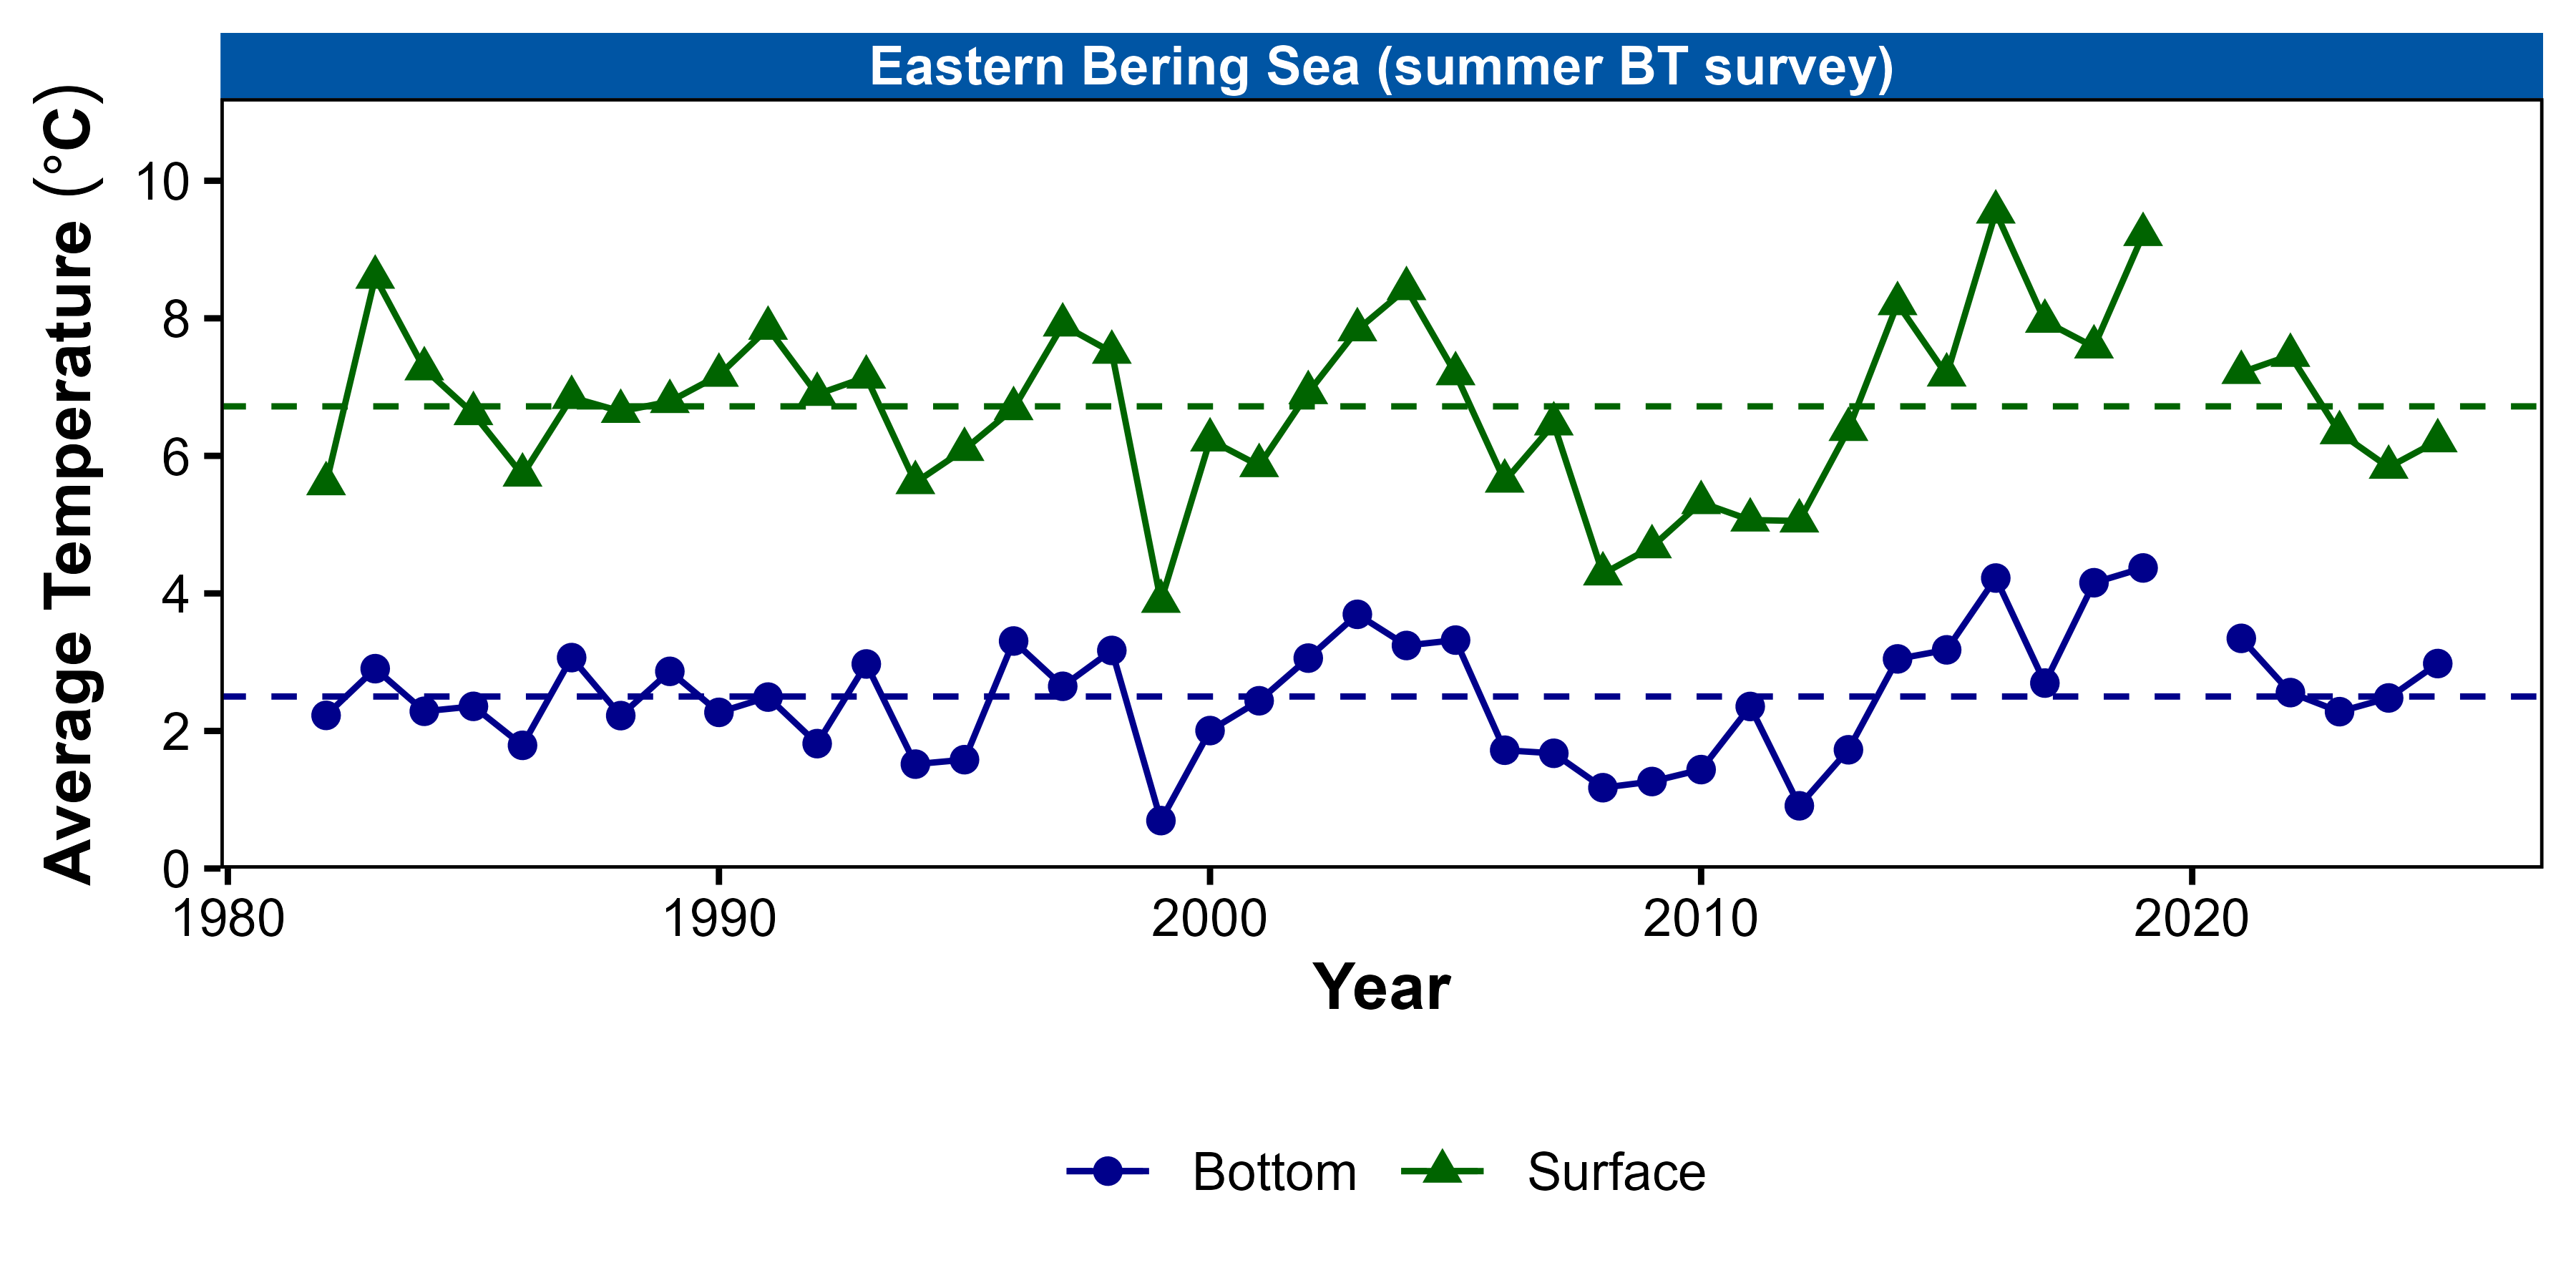 Eastern Bering Sea (summer BT survey)
Average Temperature (°C)
10
8
6
4
2
0
1980 1990 2000 2010 2020
Year
Bottom Surface